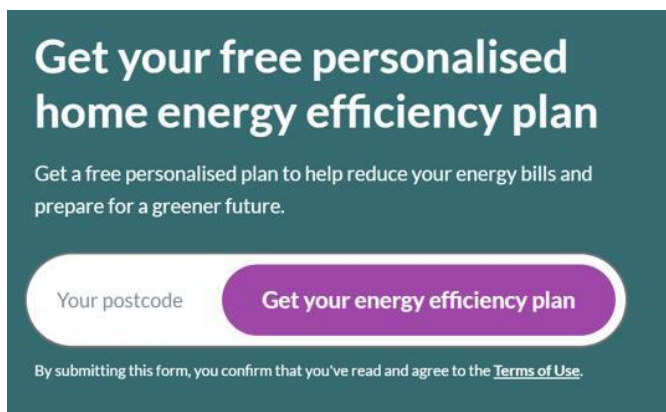 Get your free personalised
home energy efficiency plan
Get a free personalised plan to help reduce your energy bills and
prepare for a greener future.
Your postcode
Get your energy efficiency plan
By submitting this form, you confirm that you've read and agree to the Terms of Use.